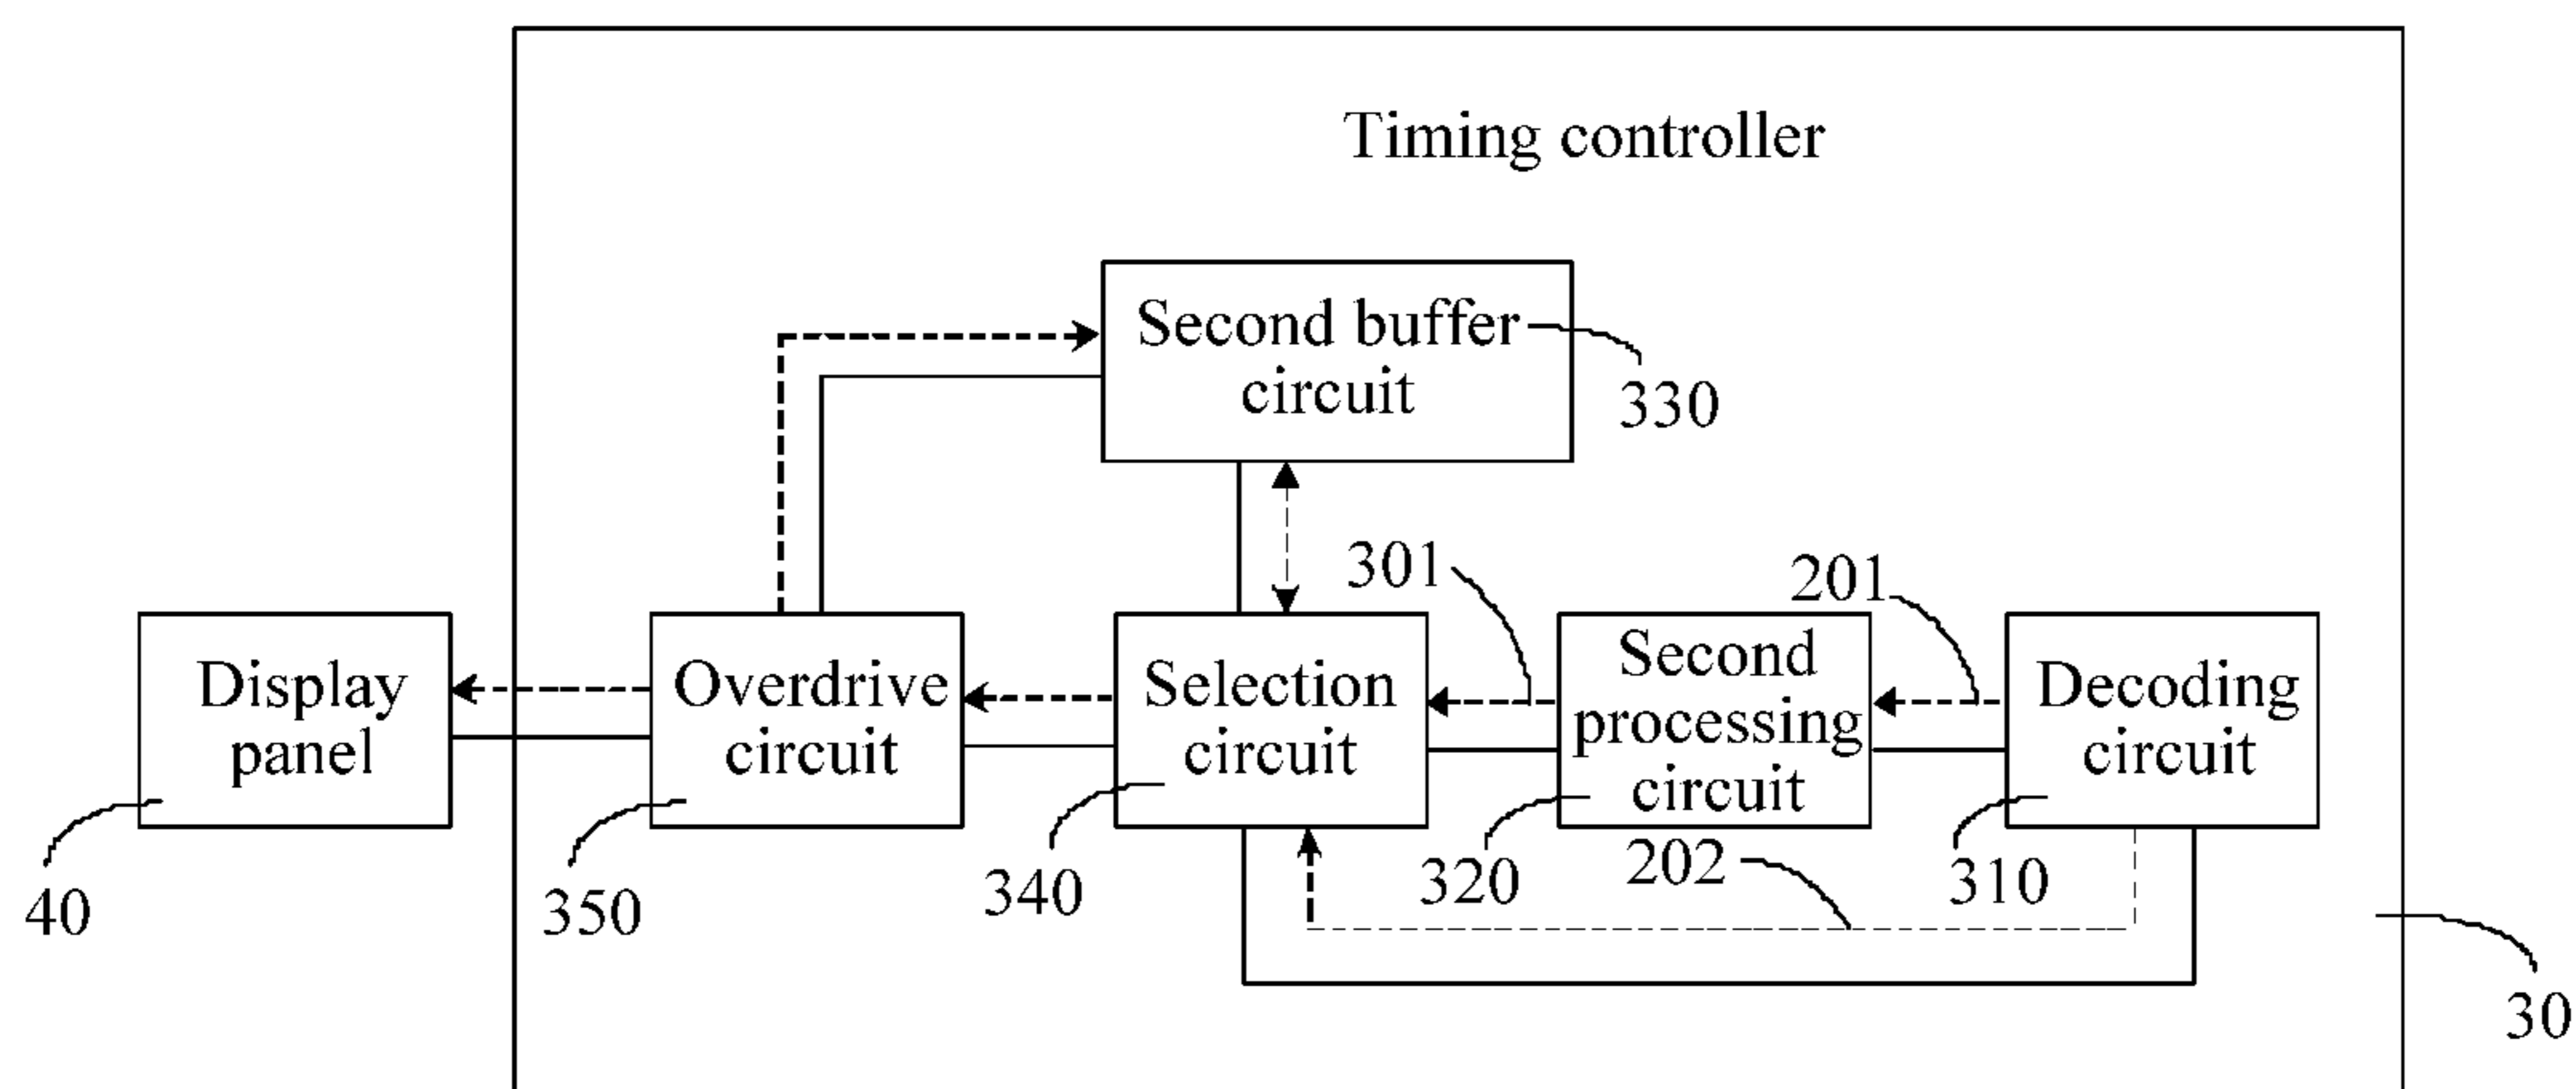 Timing controller
Second buffer
circuit
330
301
201
Display
panel
Overdrive
circuit
Selection
circuit
Second
processing
circuit
Decoding
circuit
40
350
340
320
202
310
30